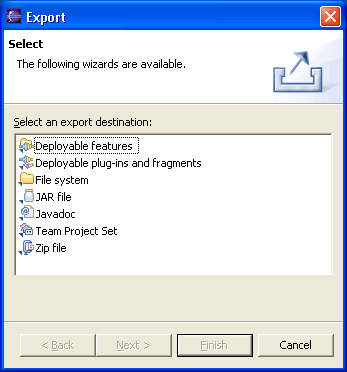 Export
Select
The following wizards are available.
Select an export destination:
Deployable features
Deployable plug-ins and fragments
File system
JAR file
Javadoc
Team Project Set
Zip file
< Back
Next >
Finish
Cancel